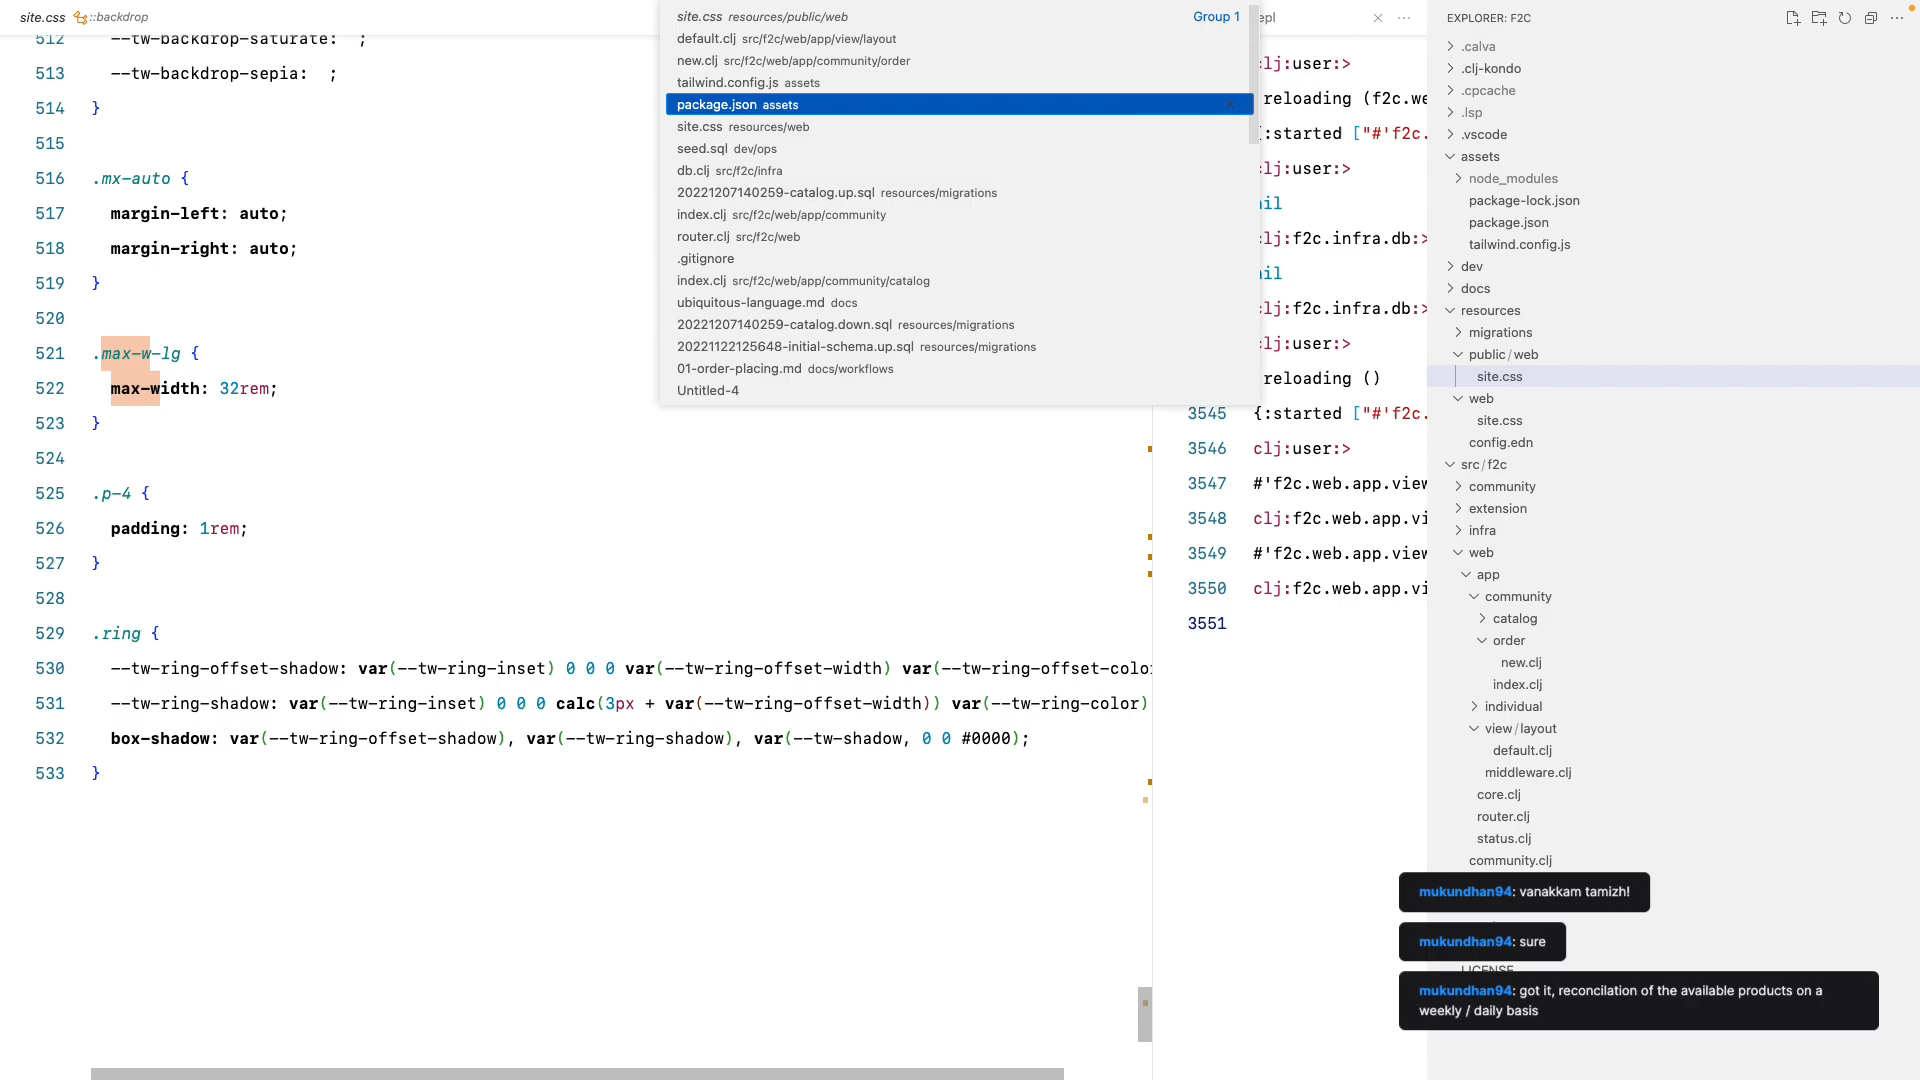 site.css ::backdrop
512 --tw-backdrop-saturate: ;
513 --tw-backdrop-sepia: ;
514 }
515
516 .mx-auto {
517 margin-left: auto;
518 margin-right: auto;
519 }
520
521 .max-w-lg {
522 max-width: 32rem;
523 }
524
525 .p-4 {
526 padding: 1rem;
527 }
528
529 .ring {
530 --tw-ring-offset-shadow: var(--tw-ring-inset) 0 0 0 var(--tw-ring-offset-width) var(--tw-ring-offset-color
531 --tw-ring-shadow: var(--tw-ring-inset) 0 0 0 calc(3px + var(--tw-ring-offset-width)) var(--tw-ring-color)
532 box-shadow: var(--tw-ring-offset-shadow), var(--tw-ring-shadow), var(--tw-shadow, 0 0 #0000);
533 }
site.css resources/public/web Group 1
default.clj src/f2c/web/app/view/layout
new.clj src/f2c/web/app/community/order
tailwind.config.js assets
package.json assets
site.css resources/web
seed.sql dev/ops
db.clj src/f2c/infra
20221207140259-catalog.up.sql resources/migrations
index.clj src/f2c/web/app/community
router.clj src/f2c/web
.gitignore
index.clj src/f2c/web/app/community/catalog
ubiquitous-language.md docs
20221207140259-catalog.down.sql resources/migrations
20221122125648-initial-schema.up.sql resources/migrations
01-order-placing.md docs/workflows
Untitled-4
epl
clj:user:>
reloading (f2c.we
{:started ["#'f2c.
clj:user:>
nil
clj:f2c.infra.db:>
nil
clj:f2c.infra.db:>
clj:user:>
reloading ()
3545 {:started ["#'f2c.
3546 clj:user:>
3547 #'f2c.web.app.view
3548 clj:f2c.web.app.vi
3549 #'f2c.web.app.view
3550 clj:f2c.web.app.vi
3551
EXPLORER: F2C
.calva
.clj-kondo
.cpcache
.lsp
.vscode
assets
node_modules
package-lock.json
package.json
tailwind.config.js
dev
docs
resources
migrations
public/web
site.css
web
site.css
config.edn
src/f2c
community
extension
infra
web
app
community
catalog
order
new.clj
index.clj
individual
view/layout
default.clj
middleware.clj
core.clj
router.clj
status.clj
community.clj
mukundhan94: vanakkam tamizh!
mukundhan94: sure
LICENSE
mukundhan94: got it, reconcilation of the available products on a
weekly / daily basis